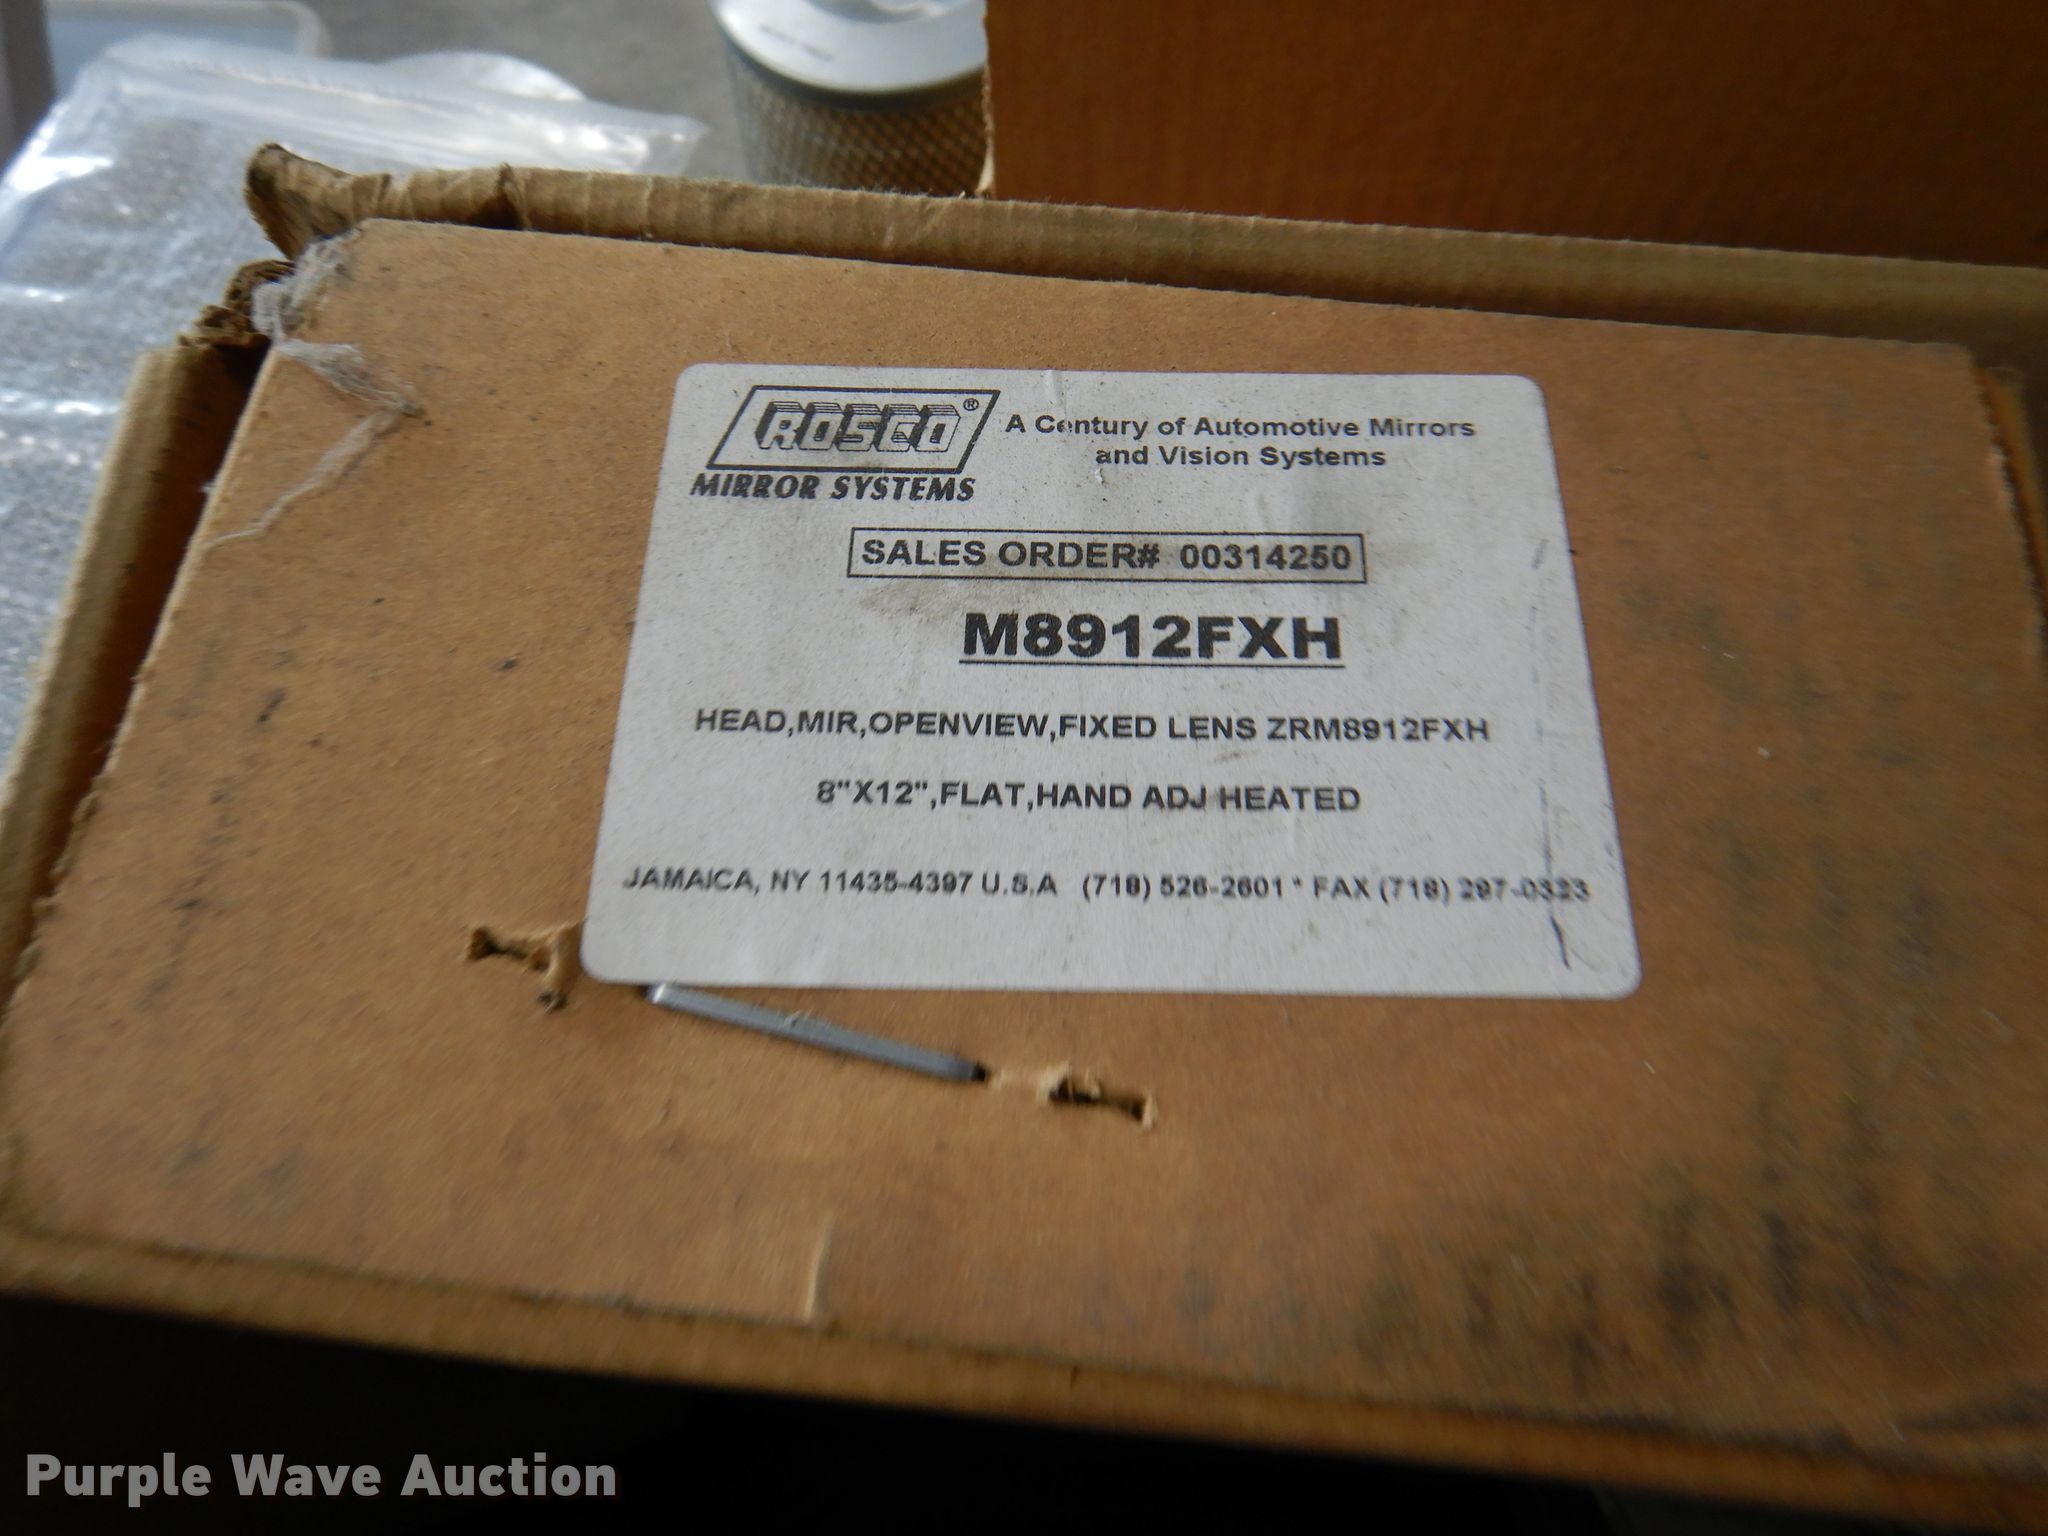 ROSCO®
MIRROR SYSTEMS
A Century of Automotive Mirrors
and Vision Systems
SALES ORDER# 00314250
M8912FXH
HEAD,MIR,OPENVIEW,FIXED LENS ZRM8912FXH
8"X12",FLAT,HAND ADJ HEATED
JAMAICA, NY 11435-4397 U.S.A (718) 526-2601 * FAX (718) 297-0323
Purple Wave Auction